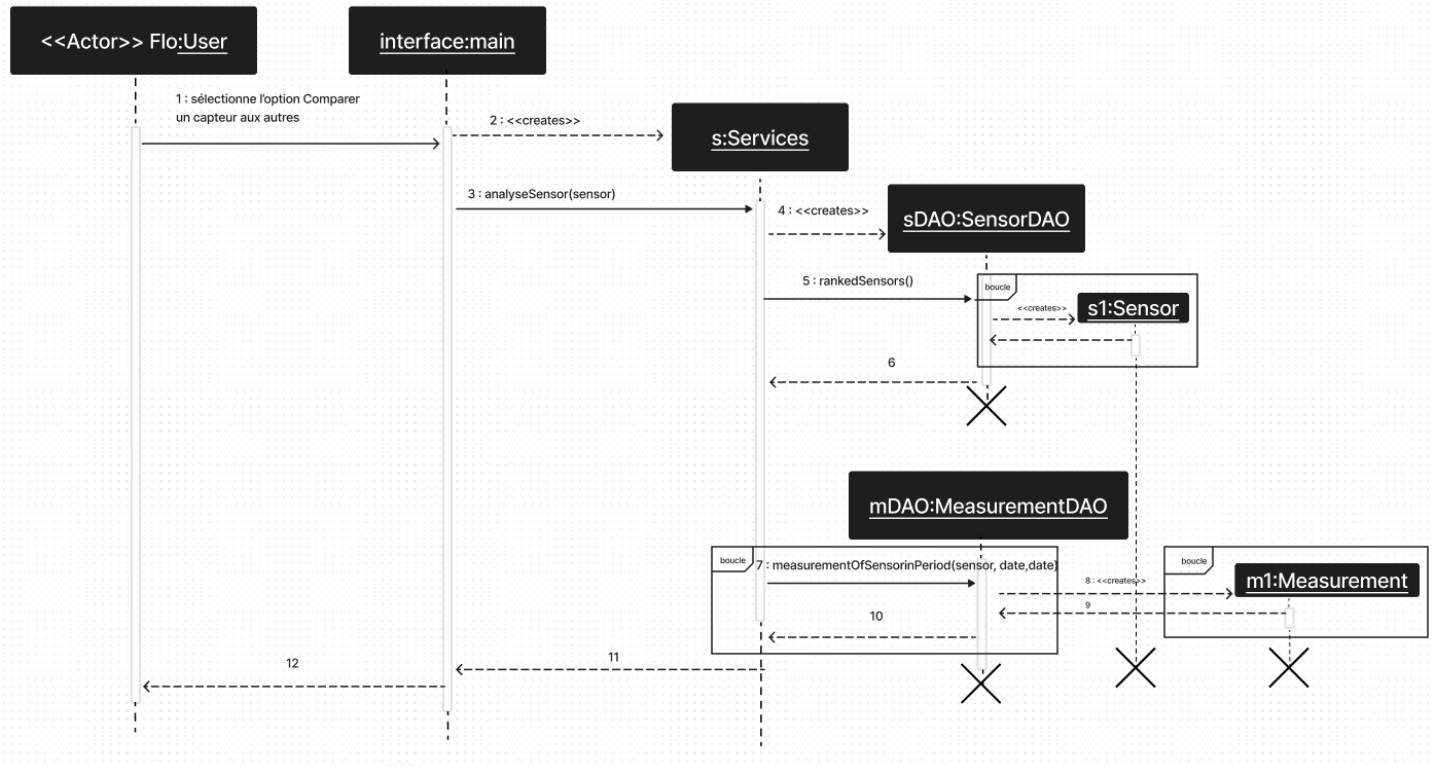 <<Actor>> Flo:User
interface:main
1 : sélectionne l'option Comparer
un capteur aux autres
2 : <<creates>>
s:Services
3 : analyseSensor(sensor)
4 : <<creates>>
sDAO:SensorDAO
5 : rankedSensors()
boucle
<<creates>>
s1:Sensor
6
mDAO:MeasurementDAO
boucle
7 : measurementOfSensorinPeriod(sensor, date,date)
boucle
8 : <<creates>>
m1:Measurement
9
10
11
12